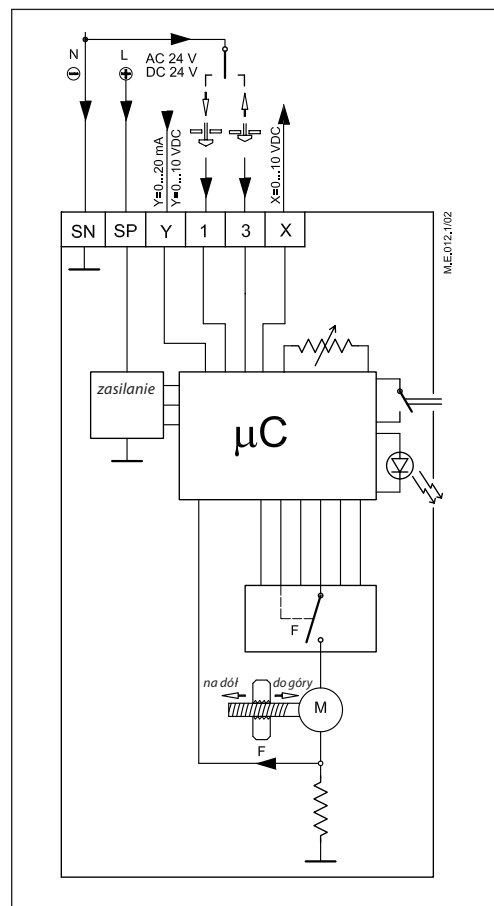 N
L
AC 24 V
DC 24 V
Y=0...20 mA
Y=0...10 VDC
X=0...10 VDC
SN SP Y 1 3 X
M.E.012.1/02
zasilanie
µC
F
na dół do góry
M
F